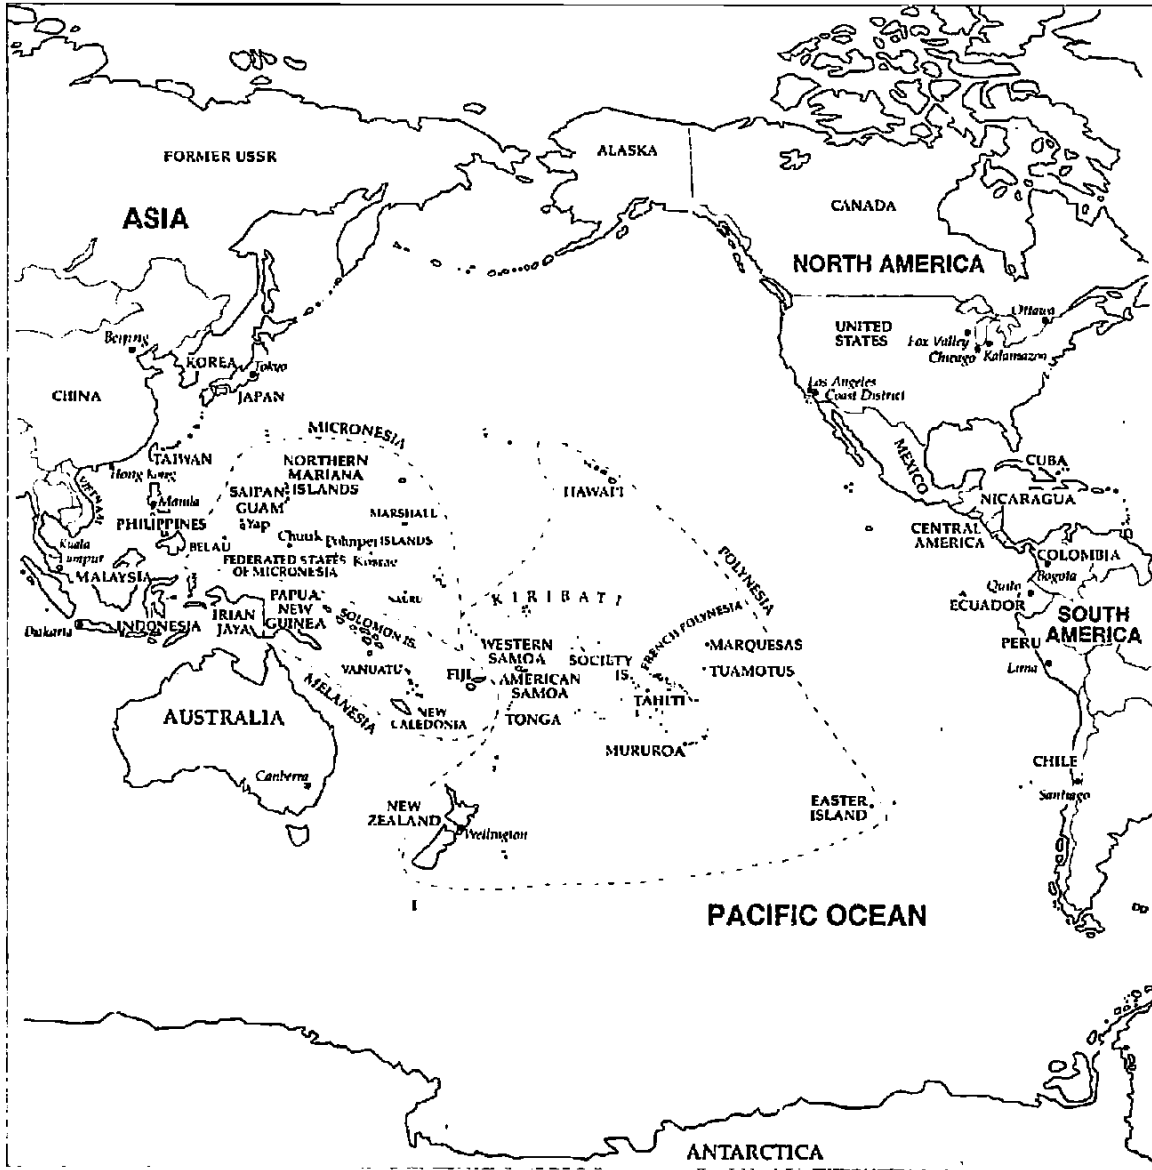 FORMER USSR
ALASKA
ASIA
CANADA
NORTH AMERICA
Ottawa
UNITED
STATES
Fox Valley
Chicago
Kalamazoo
Beijing
KOREA
Tokyo
JAPAN
CHINA
Los Angeles
Coast District
MICRONESIA
MEXICO
TAIWAN
Hong Kong
NORTHERN
MARIANA
ISLANDS
CUBA
VIETNAM
Manila
SAIPAN
GUAM
HAWAI'I
NICARAGUA
PHILIPPINES
Yap
MARSHALL
ISLANDS
CENTRAL
AMERICA
BELAU
Chuuk
Pohnpei
Kosrae
Kuala
Lumpur
FEDERATED STATES
OF MICRONESIA
POLYNESIA
COLOMBIA
Bogota
MALAYSIA
Quito
ECUADOR
PAPUA
NEW
GUINEA
NAURU
KIRIBATI
SOUTH
AMERICA
INDONESIA
IRIAN
JAYA
SOLOMON IS.
FRENCH POLYNESIA
PERU
WESTERN
SAMOA
SOCIETY
IS.
MARQUESAS
VANUATU
FIJI
AMERICAN
SAMOA
TUAMOTUS
Lima
MELANESIA
TAHITI
AUSTRALIA
NEW
CALEDONIA
TONGA
MURUROA
CHILE
Canberra
Santiago
NEW
ZEALAND
Wellington
EASTER
ISLAND
PACIFIC OCEAN
ANTARCTICA